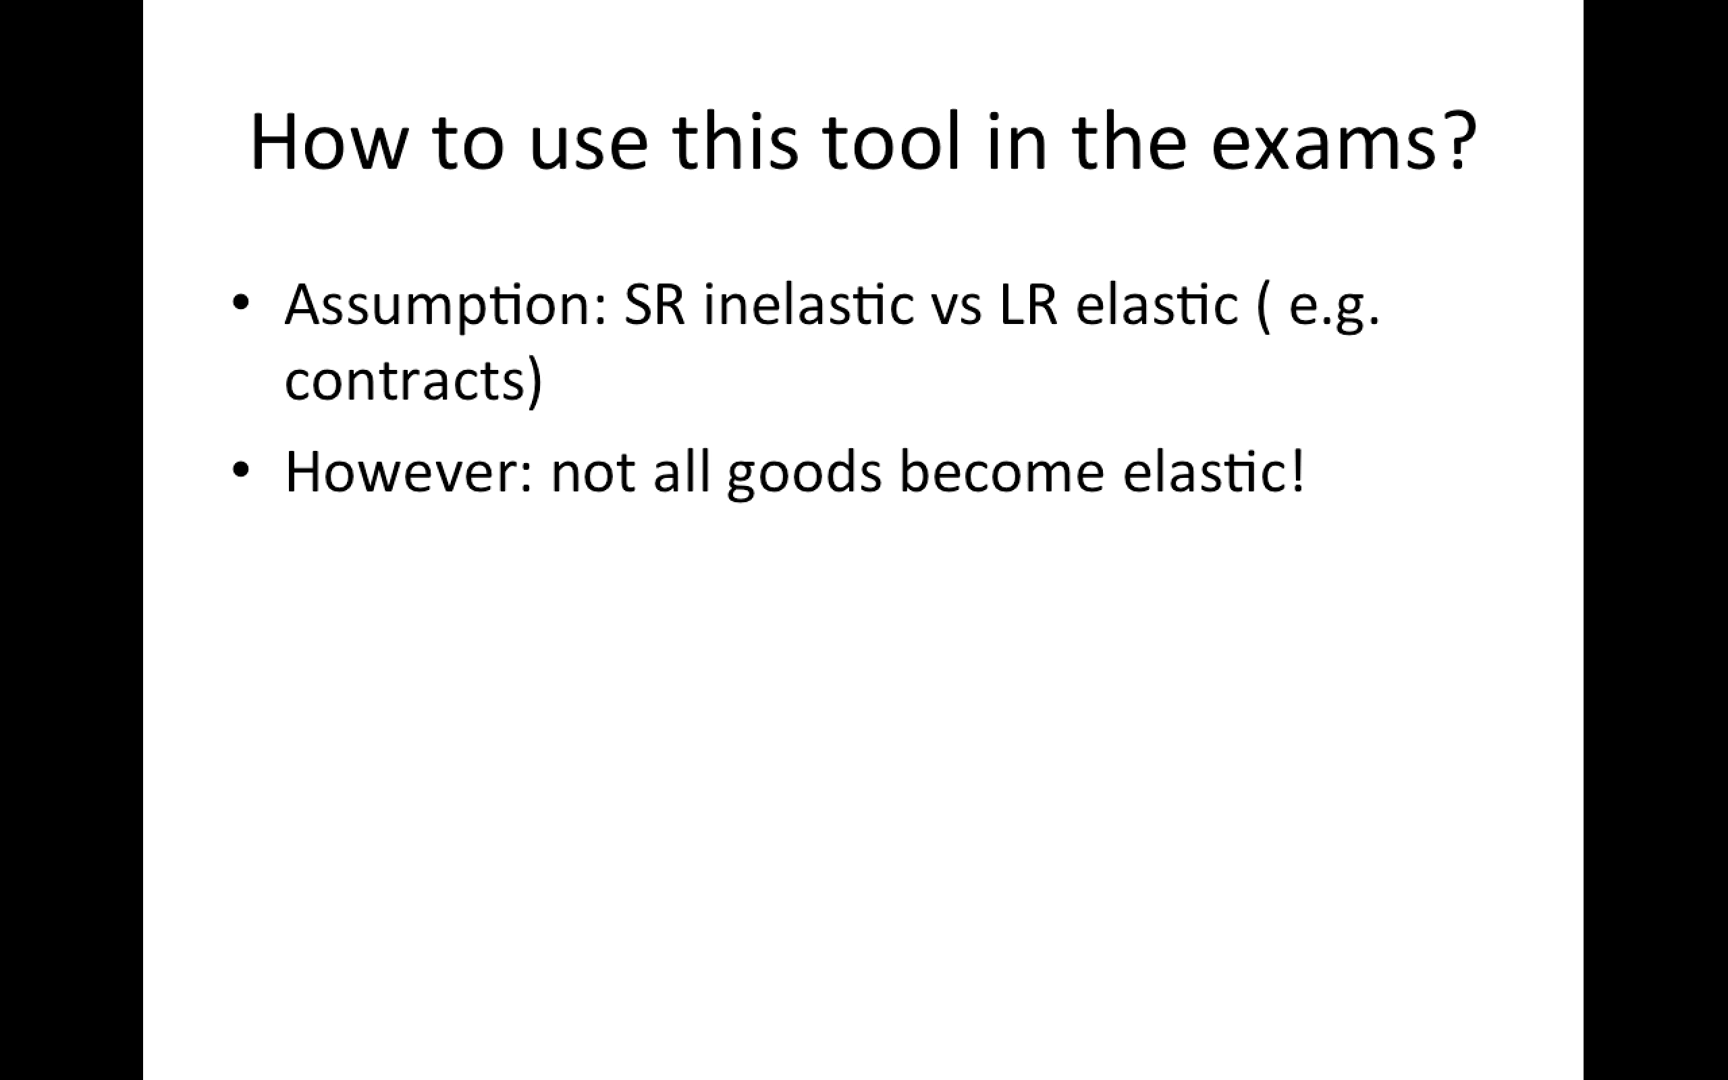 How to use this tool in the exams?
• Assumption: SR inelastic vs LR elastic ( e.g.
contracts)
• However: not all goods become elastic!